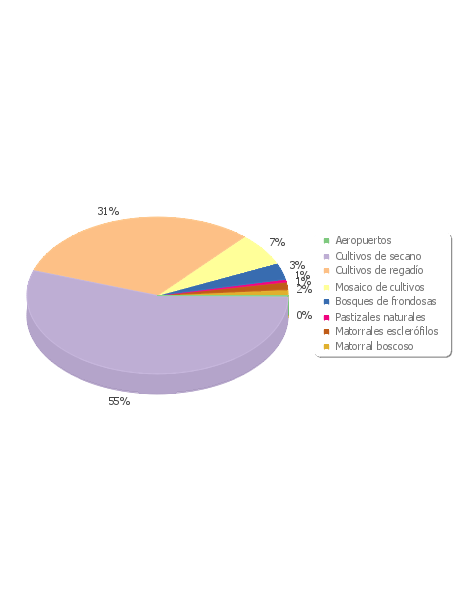 31%
7%
3%
1%
1%
2%
0%
55%
Aeropuertos
Cultivos de secano
Cultivos de regadío
Mosaico de cultivos
Bosques de frondosas
Pastizales naturales
Matorrales esclerófilos
Matorral boscoso